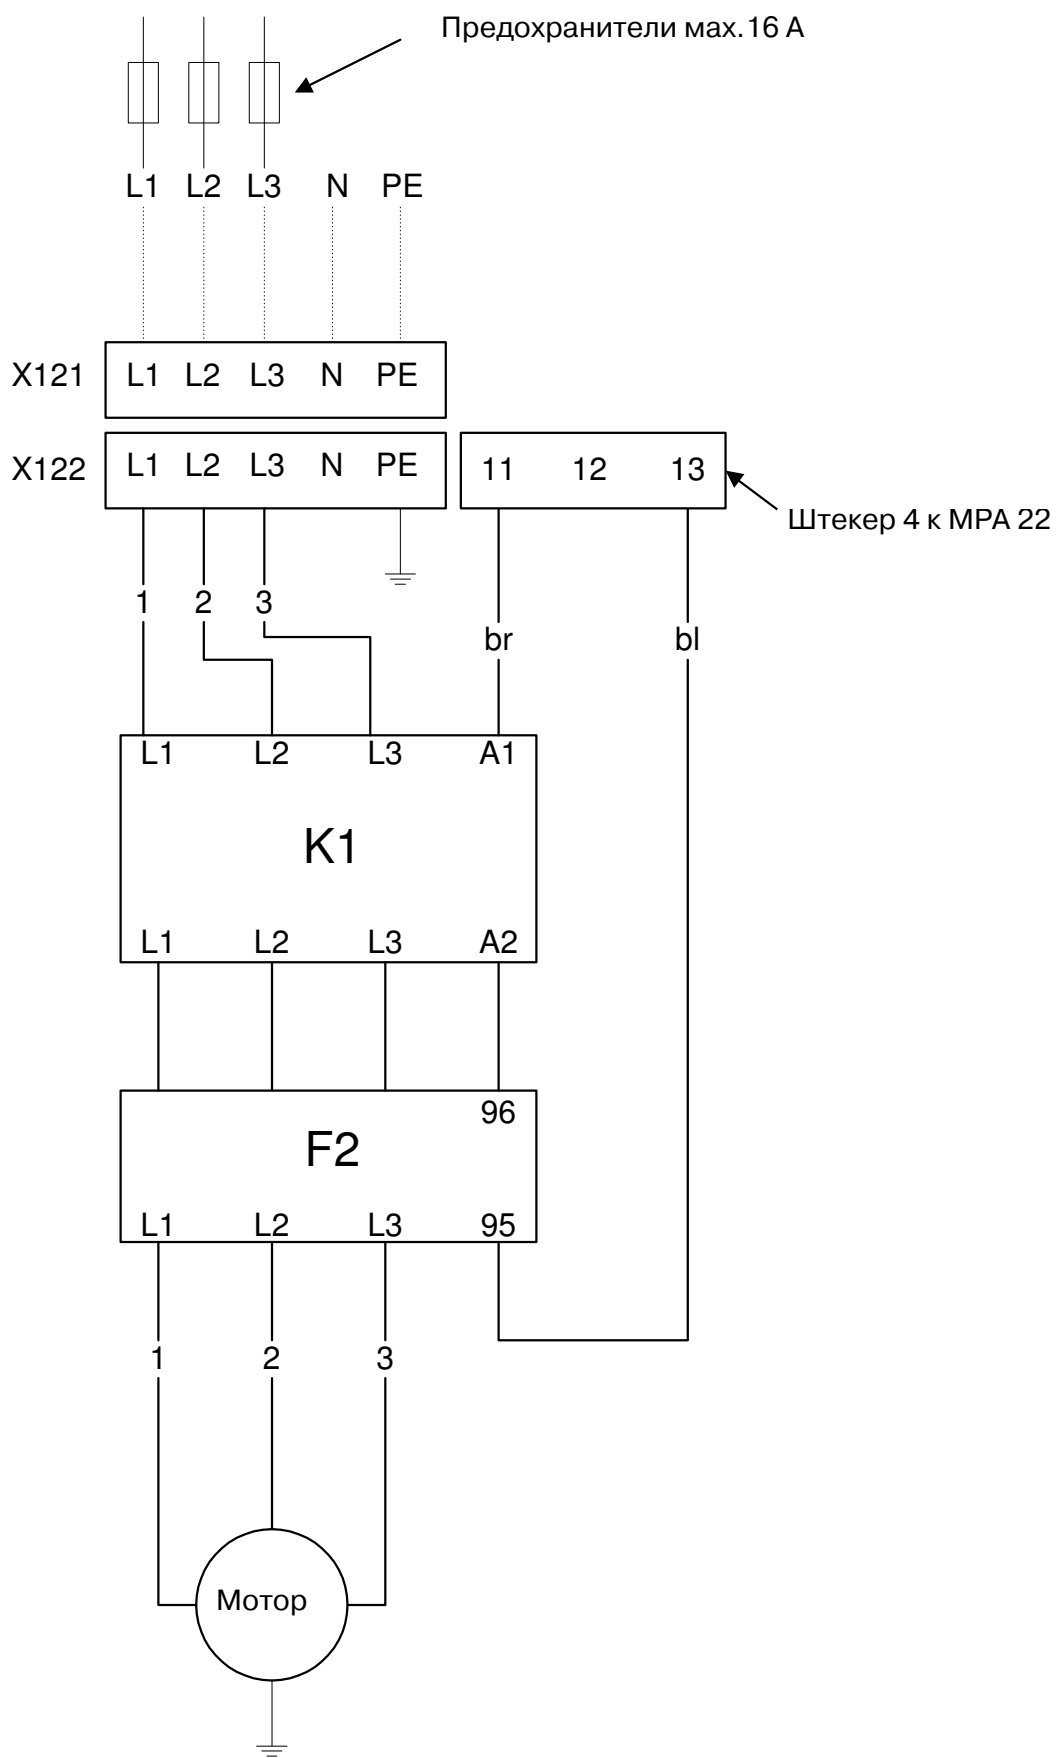 Предохранители мах.16 А
L1 L2 L3 N PE
X121 L1 L2 L3 N PE
X122 L1 L2 L3 N PE 11 12 13
Штекер 4 к МРА 22
1 2 3
br bl
L1 L2 L3 A1
K1
L1 L2 L3 A2
96
F2
L1 L2 L3 95
1 2 3
Мотор